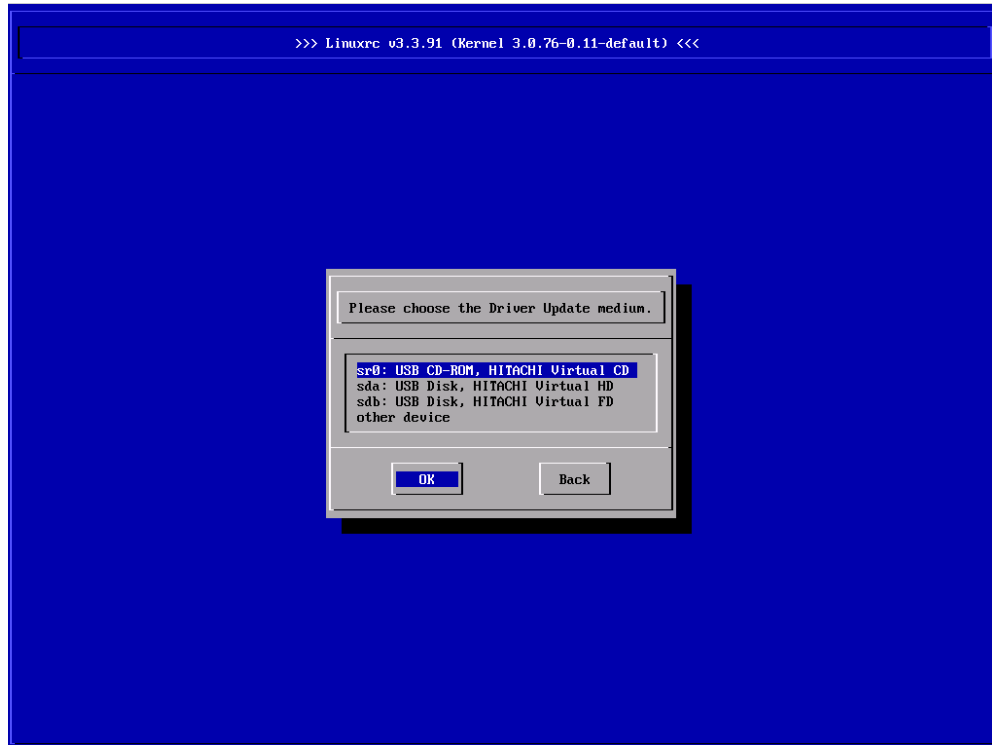 >>> Linuxrc v3.3.91 (Kernel 3.0.76-0.11-default) <<<
Please choose the Driver Update medium.
sr0: USB CD-ROM, HITACHI Virtual CD
sda: USB Disk, HITACHI Virtual HD
sdb: USB Disk, HITACHI Virtual FD
other device
OK Back